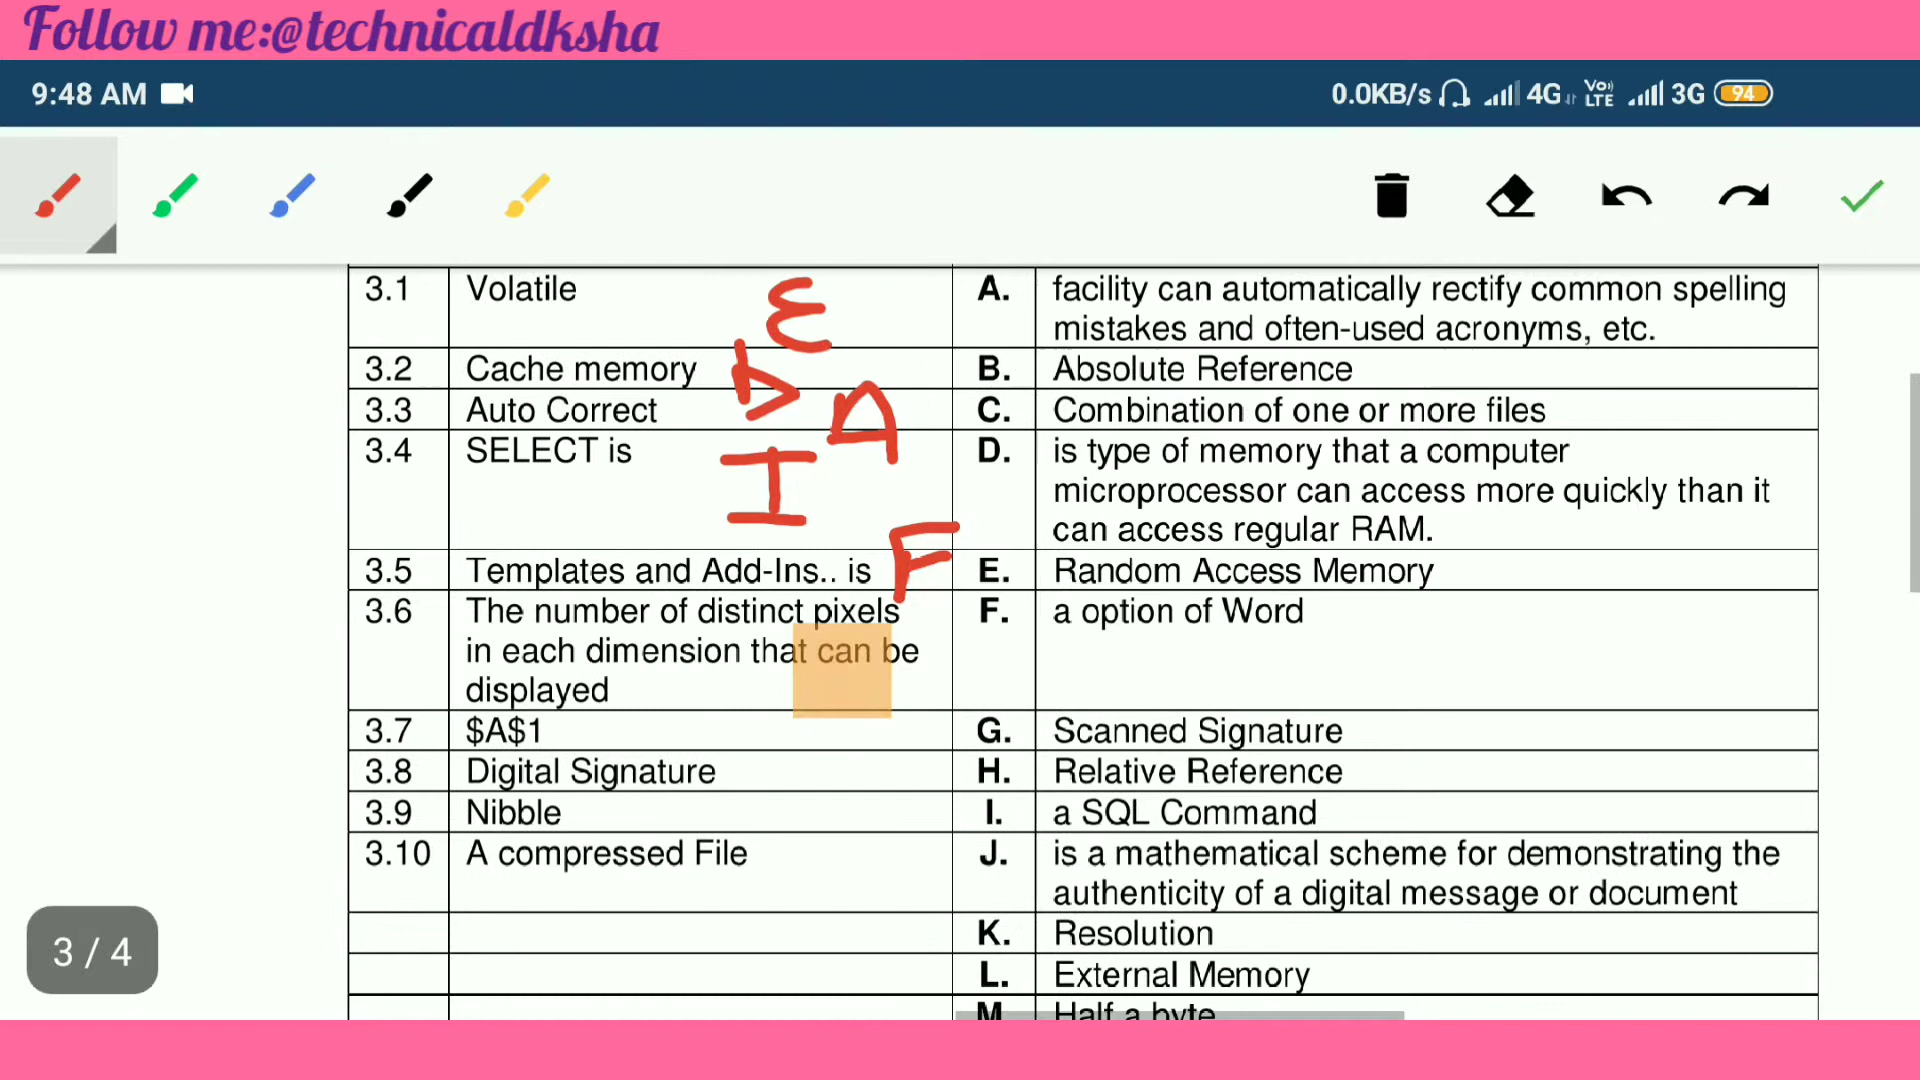 Follow me:@technicaldksha
9:48 AM 0.0KB/s 4G Vo) LTE 3G 94
3.1 Volatile E A. facility can automatically rectify common spelling
mistakes and often-used acronyms, etc.
3.2 Cache memory D B. Absolute Reference
3.3 Auto Correct A C. Combination of one or more files
3.4 SELECT is I D. is type of memory that a computer
microprocessor can access more quickly than it
can access regular RAM.
3.5 Templates and Add-Ins.. is F E. Random Access Memory
3.6 The number of distinct pixels F. a option of Word
in each dimension that can be
displayed
3.7 $A$1 G. Scanned Signature
3.8 Digital Signature H. Relative Reference
3.9 Nibble I. a SQL Command
3.10 A compressed File J. is a mathematical scheme for demonstrating the
authenticity of a digital message or document
K. Resolution
L. External Memory
M Half a byte
3 / 4